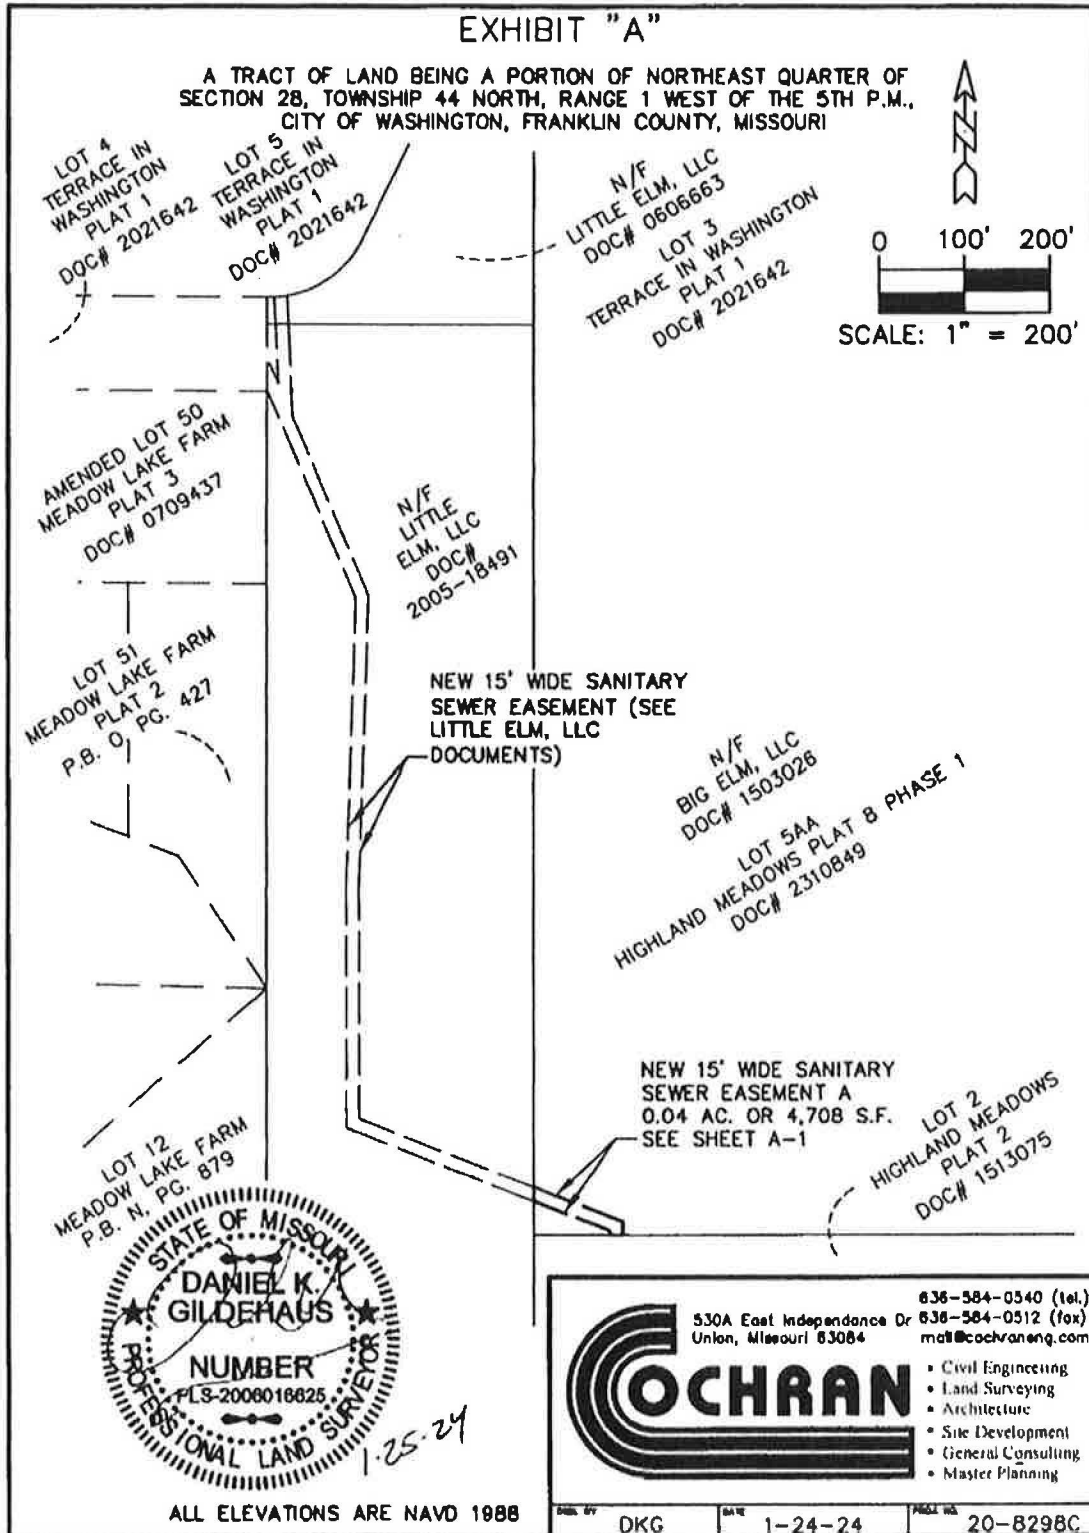 EXHIBIT "A"
A TRACT OF LAND BEING A PORTION OF NORTHEAST QUARTER OF
SECTION 28, TOWNSHIP 44 NORTH, RANGE 1 WEST OF THE 5TH P.M.,
CITY OF WASHINGTON, FRANKLIN COUNTY, MISSOURI
N
0 100' 200'
SCALE: 1" = 200'
LOT 4
TERRACE IN
WASHINGTON
PLAT 1
DOC# 2021642
LOT 5
TERRACE IN
WASHINGTON
PLAT 1
DOC# 2021642
N/F
LITTLE ELM, LLC
DOC# 0606663
LOT 3
TERRACE IN WASHINGTON
PLAT 1
DOC# 2021642
AMENDED LOT 50
MEADOW LAKE FARM
PLAT 3
DOC# 0709437
N/F
LITTLE
ELM, LLC
DOC#
2005-18491
LOT 51
MEADOW LAKE FARM
PLAT 2
P.B. O, PG. 427
NEW 15' WIDE SANITARY
SEWER EASEMENT (SEE
LITTLE ELM, LLC
DOCUMENTS)
N/F
BIG ELM, LLC
DOC# 1503026
LOT 5AA
HIGHLAND MEADOWS PLAT 8 PHASE 1
DOC# 2310849
NEW 15' WIDE SANITARY
SEWER EASEMENT A
0.04 AC. OR 4,708 S.F.
SEE SHEET A-1
LOT 2
HIGHLAND MEADOWS
PLAT 2
DOC# 1513075
LOT 12
MEADOW LAKE FARM
P.B. N, PG. 879
STATE OF MISSOURI
DANIEL K.
GILDEHAUS
NUMBER
PLS-2006016625
PROFESSIONAL LAND SURVEYOR
1-25-24
ALL ELEVATIONS ARE NAVD 1988
530A East Independence Dr
Union, Missouri 63084
636-584-0540 (tel.)
636-584-0512 (fax)
mail@cochraneng.com
COCHRAN
• Civil Engineering
• Land Surveying
• Architecture
• Site Development
• General Consulting
• Master Planning
DKG
DATE
1-24-24
PROJ. NO.
20-8298C